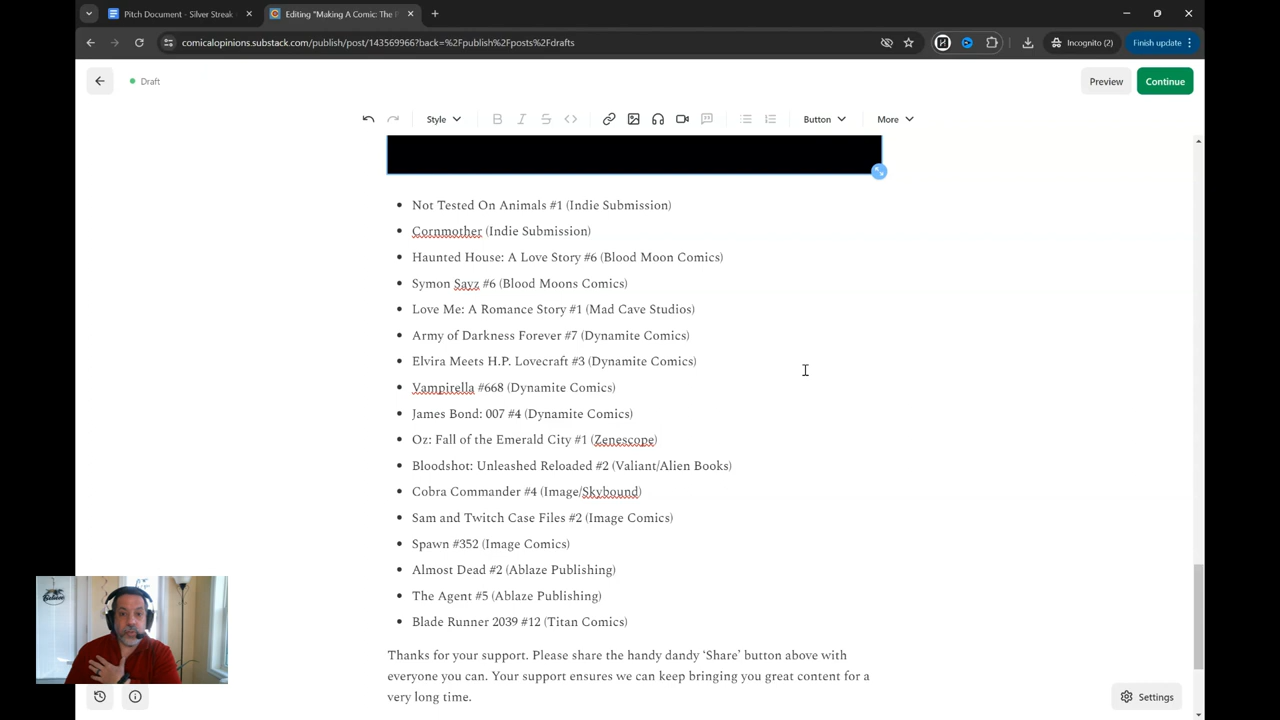 Pitch Document - Silver Streak
Editing "Making A Comic: The
comicalopinions.substack.com/publish/post/143569966?back=%2Fpublish%2Fposts%2Fdrafts
Incognito (2)
Finish update
Draft
Preview
Continue
Style
Button
More
Not Tested On Animals #1 (Indie Submission)
Cornmother (Indie Submission)
Haunted House: A Love Story #6 (Blood Moon Comics)
Symon Sayz #6 (Blood Moons Comics)
Love Me: A Romance Story #1 (Mad Cave Studios)
Army of Darkness Forever #7 (Dynamite Comics)
Elvira Meets H.P. Lovecraft #3 (Dynamite Comics)
Vampirella #668 (Dynamite Comics)
James Bond: 007 #4 (Dynamite Comics)
Oz: Fall of the Emerald City #1 (Zenescope)
Bloodshot: Unleashed Reloaded #2 (Valiant/Alien Books)
Cobra Commander #4 (Image/Skybound)
Sam and Twitch Case Files #2 (Image Comics)
Spawn #352 (Image Comics)
Almost Dead #2 (Ablaze Publishing)
The Agent #5 (Ablaze Publishing)
Blade Runner 2039 #12 (Titan Comics)
Thanks for your support. Please share the handy dandy ‘Share’ button above with
everyone you can. Your support ensures we can keep bringing you great content for a
very long time.
Believe
Settings